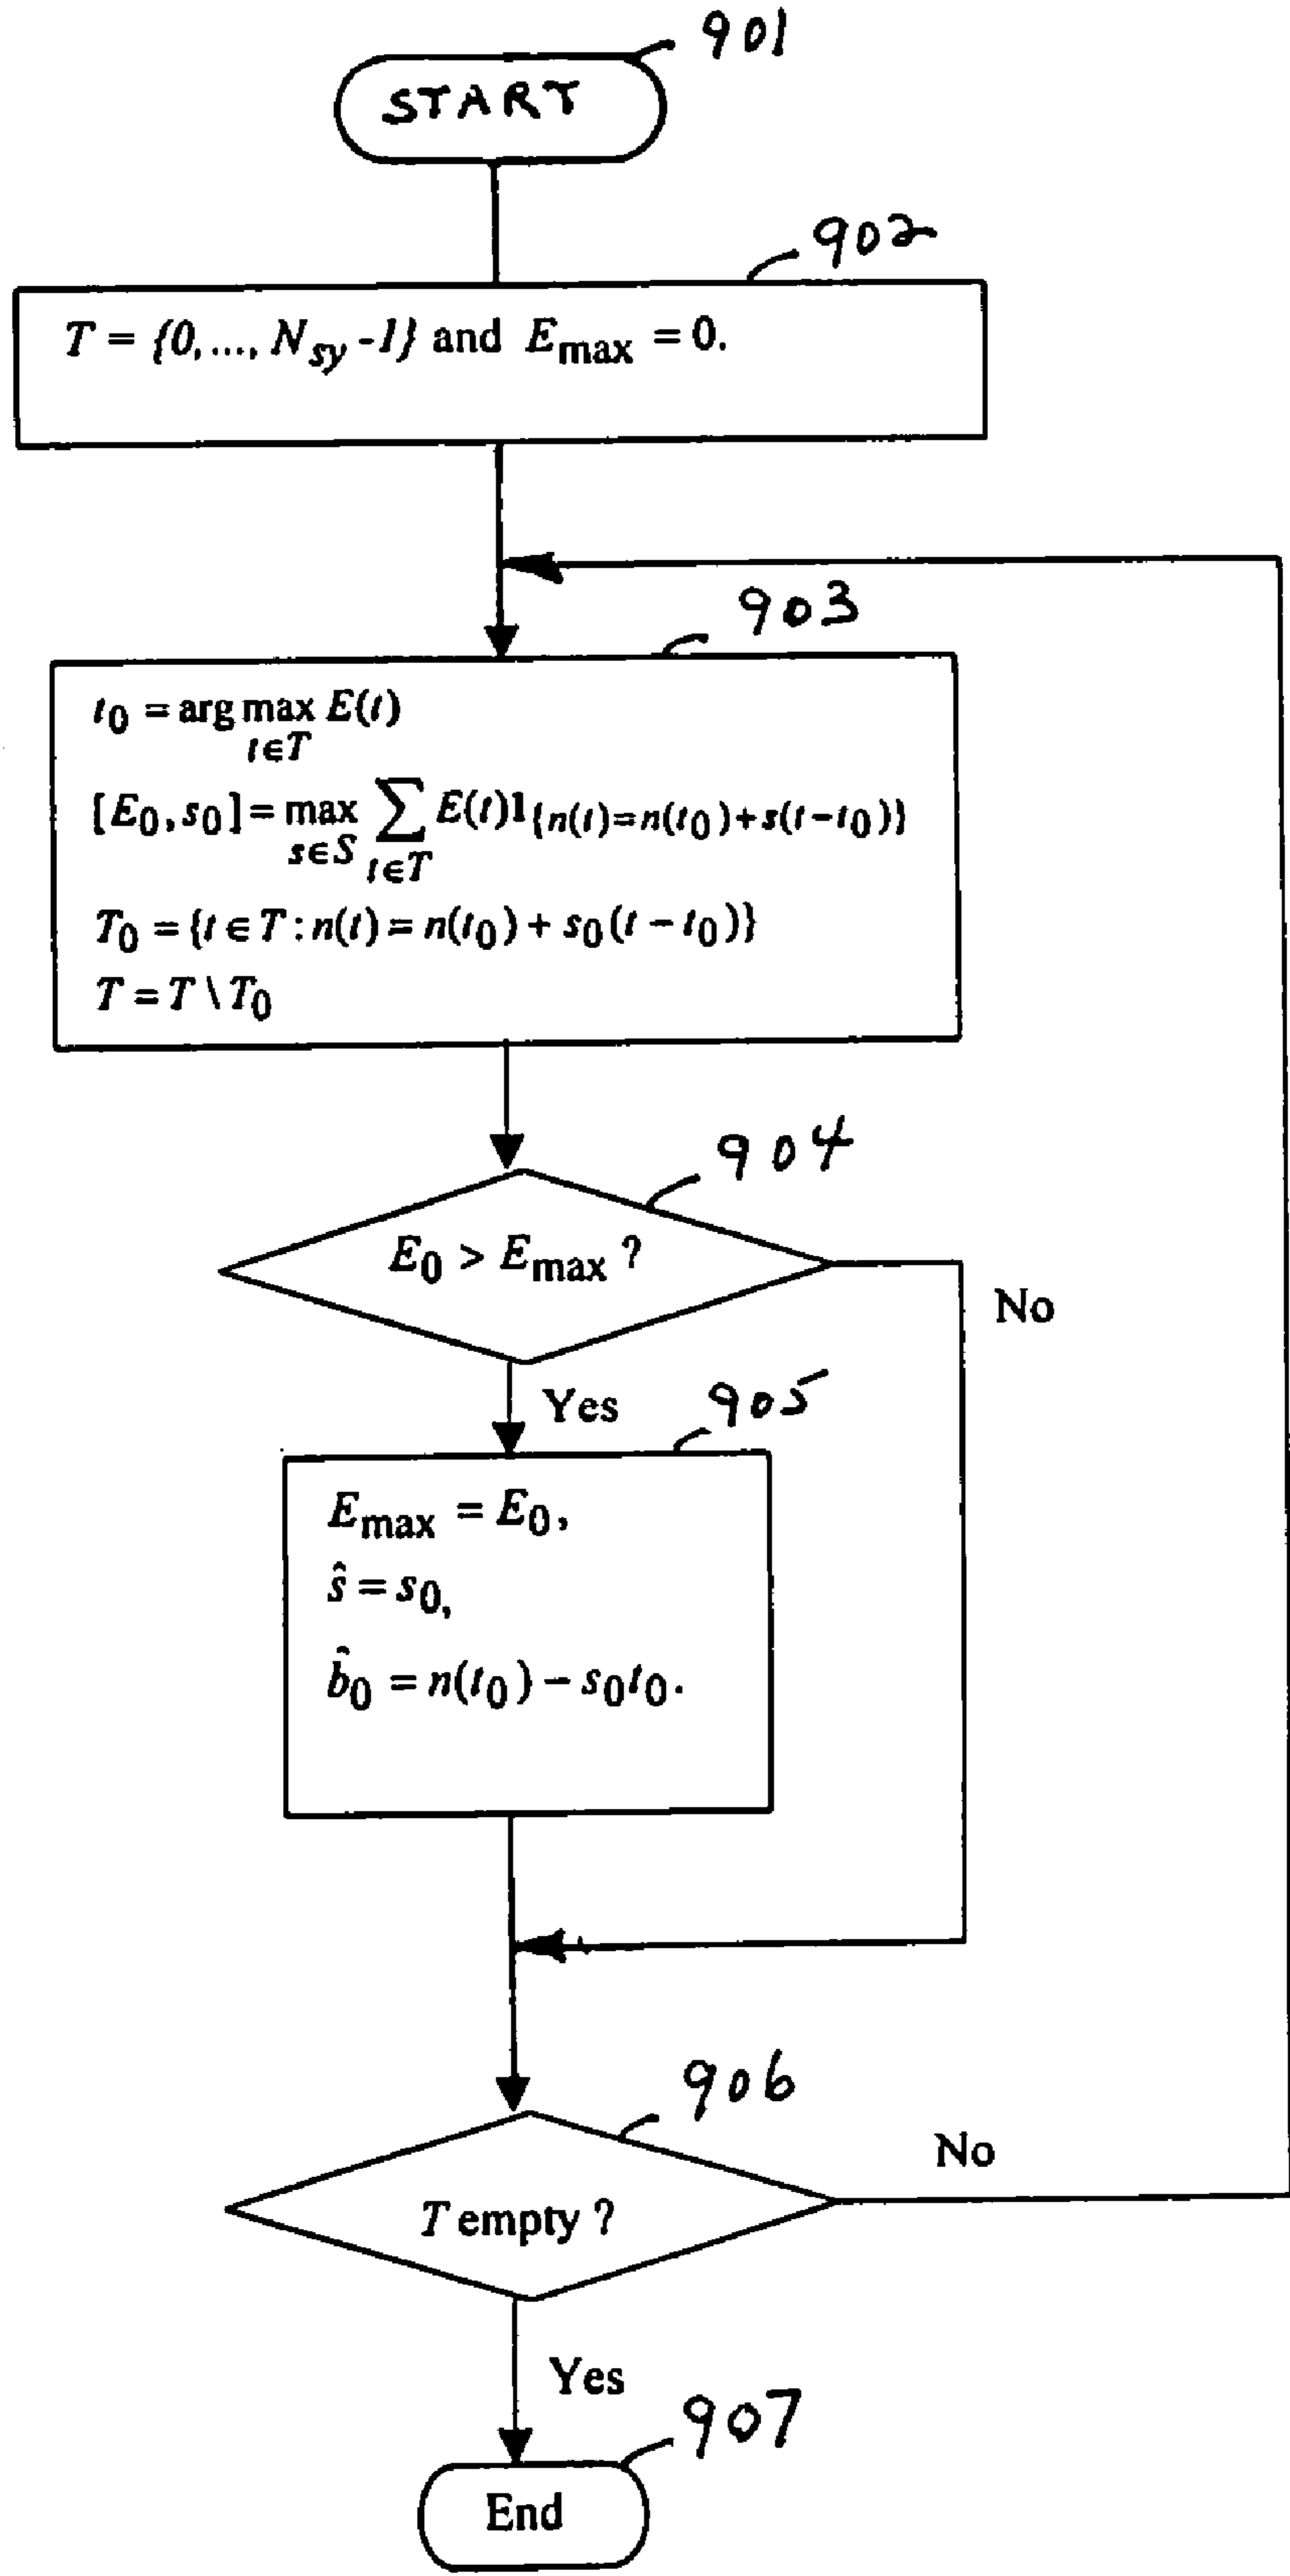 901
START
902
T = {0, ..., N_sy -1} and E_max = 0.
903
t_0 = arg max E(t)
t∈T
[E_0, s_0] = max ∑ E(t)1_{n(t)=n(t_0)+s(t-t_0)}
s∈S t∈T
T_0 = {t ∈ T : n(t) = n(t_0) + s_0(t - t_0)}
T = T \ T_0
904
E_0 > E_max ?
No
Yes
905
E_max = E_0,
ŝ = s_0,
b̂_0 = n(t_0) - s_0t_0.
906
No
T empty ?
Yes
907
End